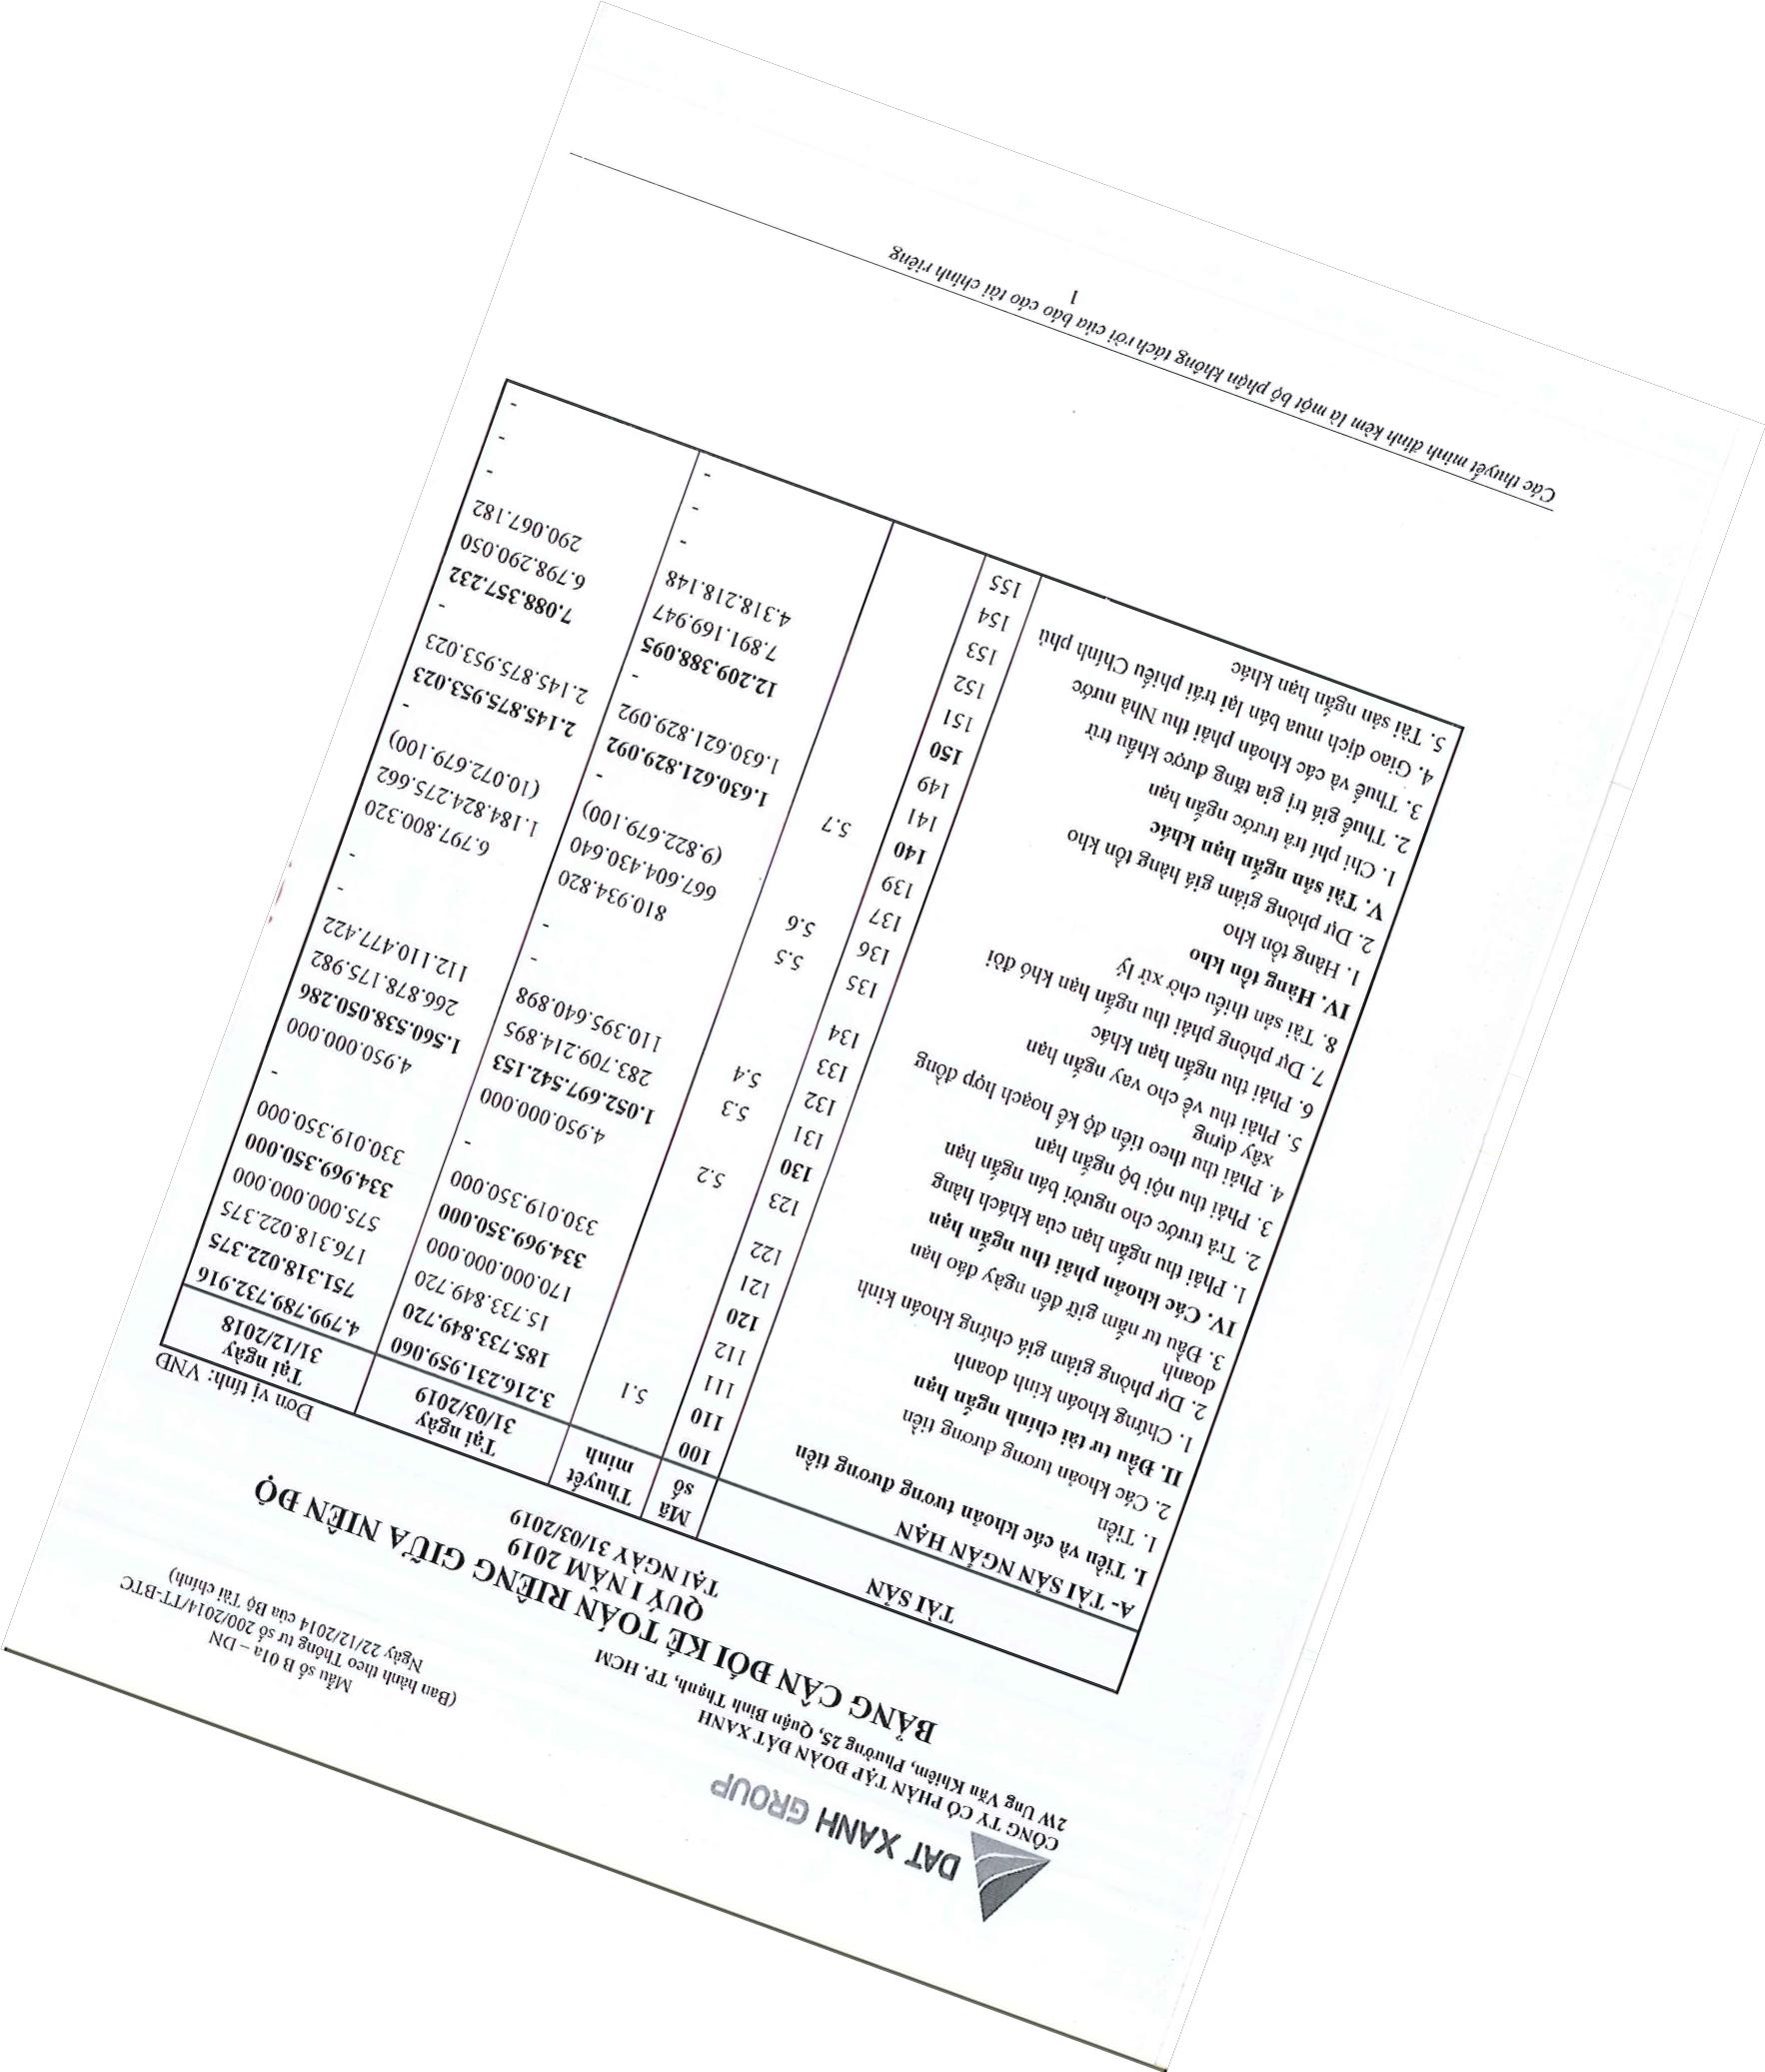 DAT XANH GROUP
CÔNG TY CỔ PHẦN TẬP ĐOÀN ĐẤT XANH
2W Ung Văn Khiêm, Phường 25, Quận Bình Thạnh, TP. HCM
Mẫu số B 01a – DN
(Ban hành theo Thông tư số 200/2014/TT-BTC
Ngày 22/12/2014 của Bộ Tài chính)
BẢNG CÂN ĐỐI KẾ TOÁN RIÊNG GIỮA NIÊN ĐỘ
QUÝ I NĂM 2019
TẠI NGÀY 31/03/2019
Đơn vị tính: VND
TÀI SẢN Mã số Thuyết minh Tại ngày 31/03/2019 Tại ngày 31/12/2018
A- TÀI SẢN NGẮN HẠN 100 3.216.231.959.060 4.799.789.732.916
I. Tiền và các khoản tương đương tiền 110 5.1 185.733.849.720 751.318.022.375
1. Tiền 111 15.733.849.720 176.318.022.375
2. Các khoản tương đương tiền 112 170.000.000.000 575.000.000.000
II. Đầu tư tài chính ngắn hạn 120 334.969.350.000 334.969.350.000
1. Chứng khoán kinh doanh 121 330.019.350.000 330.019.350.000
2. Dự phòng giảm giá chứng khoán kinh
doanh 122 - -
3. Đầu tư nắm giữ đến ngày đáo hạn 123 5.2 4.950.000.000 4.950.000.000
IV. Các khoản phải thu ngắn hạn 130 1.052.697.542.153 1.560.538.050.286
1. Phải thu ngắn hạn của khách hàng 131 5.3 283.709.214.895 266.878.175.982
2. Trả trước cho người bán ngắn hạn 132 5.4 110.395.640.898 112.110.477.422
3. Phải thu nội bộ ngắn hạn 133 - -
4. Phải thu theo tiến độ kế hoạch hợp đồng
xây dựng 134 - -
5. Phải thu về cho vay ngắn hạn 135 5.5 810.934.820 6.797.800.320
6. Phải thu ngắn hạn khác 136 5.6 667.604.430.640 1.184.824.275.662
7. Dự phòng phải thu ngắn hạn khó đòi 137 (9.822.679.100) (10.072.679.100)
8. Tài sản thiếu chờ xử lý 139 - -
IV. Hàng tồn kho 140 5.7 1.630.621.829.092 2.145.875.953.023
1. Hàng tồn kho 141 1.630.621.829.092 2.145.875.953.023
2. Dự phòng giảm giá hàng tồn kho 149 - -
V. Tài sản ngắn hạn khác 150 12.209.388.095 7.088.357.232
1. Chi phí trả trước ngắn hạn 151 7.891.169.947 6.798.290.050
2. Thuế giá trị gia tăng được khấu trừ 152 4.318.218.148 290.067.182
3. Thuế và các khoản phải thu Nhà nước 153 - -
4. Giao dịch mua bán lại trái phiếu Chính phủ 154 - -
5. Tài sản ngắn hạn khác 155 - -
Các thuyết minh đính kèm là một bộ phận không tách rời của báo cáo tài chính riêng
1